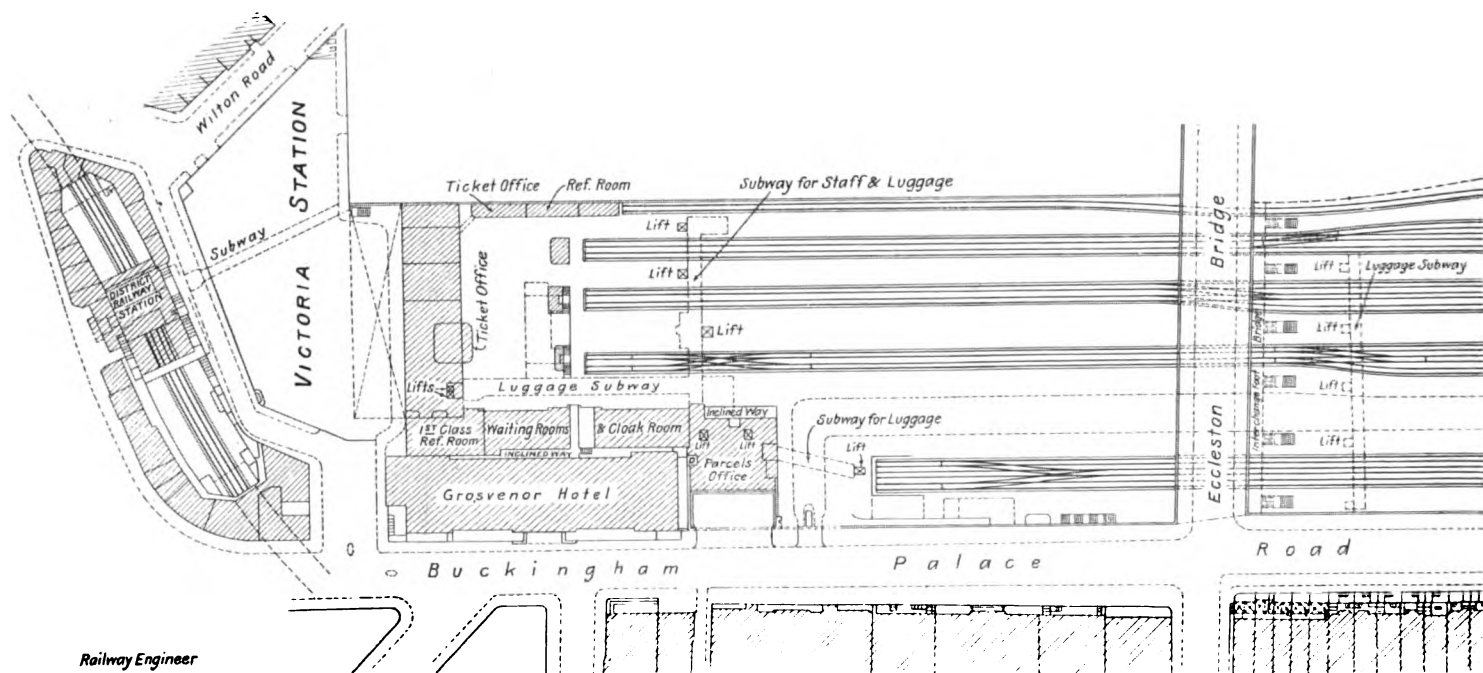 Wilton Road
VICTORIA STATION
Subway
DISTRICT
RAILWAY
STATION
Ticket Office
Ref. Room
Subway for Staff & Luggage
Lift
Lift
Lift
Ticket Office
Lifts
Luggage Subway
1ST Class
Ref. Room
Waiting Rooms
& Cloak Room
INCLINED WAY
Inclined Way
Lift
Lift
Parcels
Office
Subway for Luggage
Lift
Grosvenor Hotel
Eccleston Bridge
Interchange Foot Bridge
Lift
Luggage Subway
Lift
Lift
Lift
Buckingham Palace Road
Railway Engineer